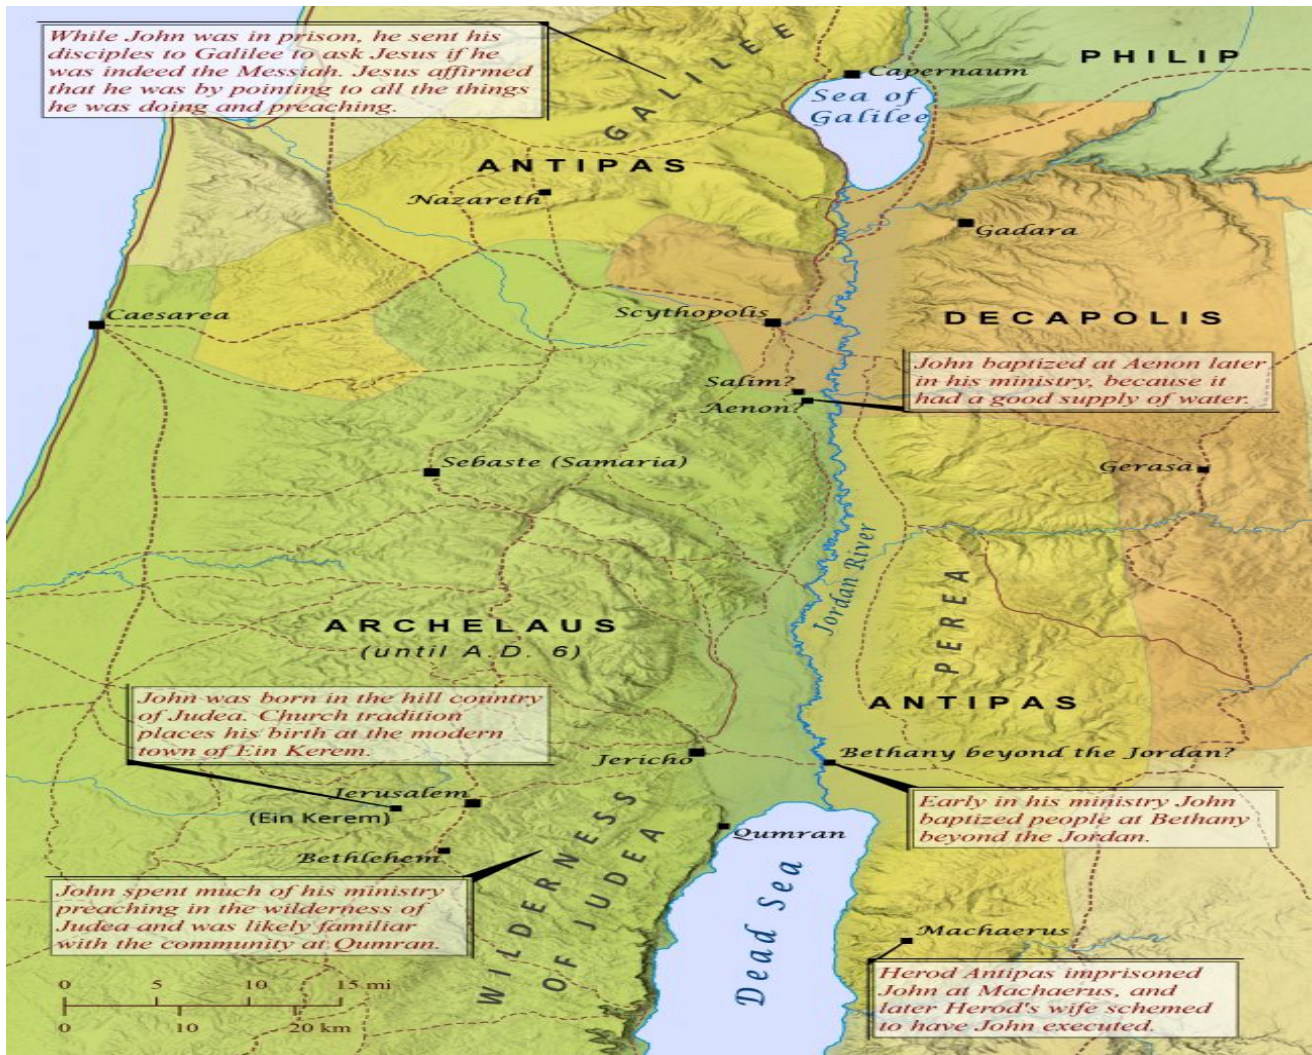 While John was in prison, he sent his
disciples to Galilee to ask Jesus if he
was indeed the Messiah. Jesus affirmed
that he was by pointing to all the things
he was doing and preaching.
GALILEE
PHILIP
Capernaum
Sea of
Galilee
ANTIPAS
Nazareth
Gadara
Caesarea
Scythopolis
DECAPOLIS
John baptized at Aenon later
in his ministry, because it
had a good supply of water.
Salim?
Aenon?
Sebaste (Samaria)
Gerasa
Jordan River
PEREA
ARCHELAUS
(until A.D. 6)
ANTIPAS
John was born in the hill country
of Judea. Church tradition
places his birth at the modern
town of Ein Kerem.
Jericho
Bethany beyond the Jordan?
Jerusalem
(Ein Kerem)
Early in his ministry John
baptized people at Bethany
beyond the Jordan.
Qumran
Bethlehem
WILDERNESS
OF JUDEA
John spent much of his ministry
preaching in the wilderness of
Judea and was likely familiar
with the community at Qumran.
Dead Sea
Machaerus
Herod Antipas imprisoned
John at Machaerus, and
later Herod's wife schemed
to have John executed.
0 5 10 15 mi
0 10 20 km